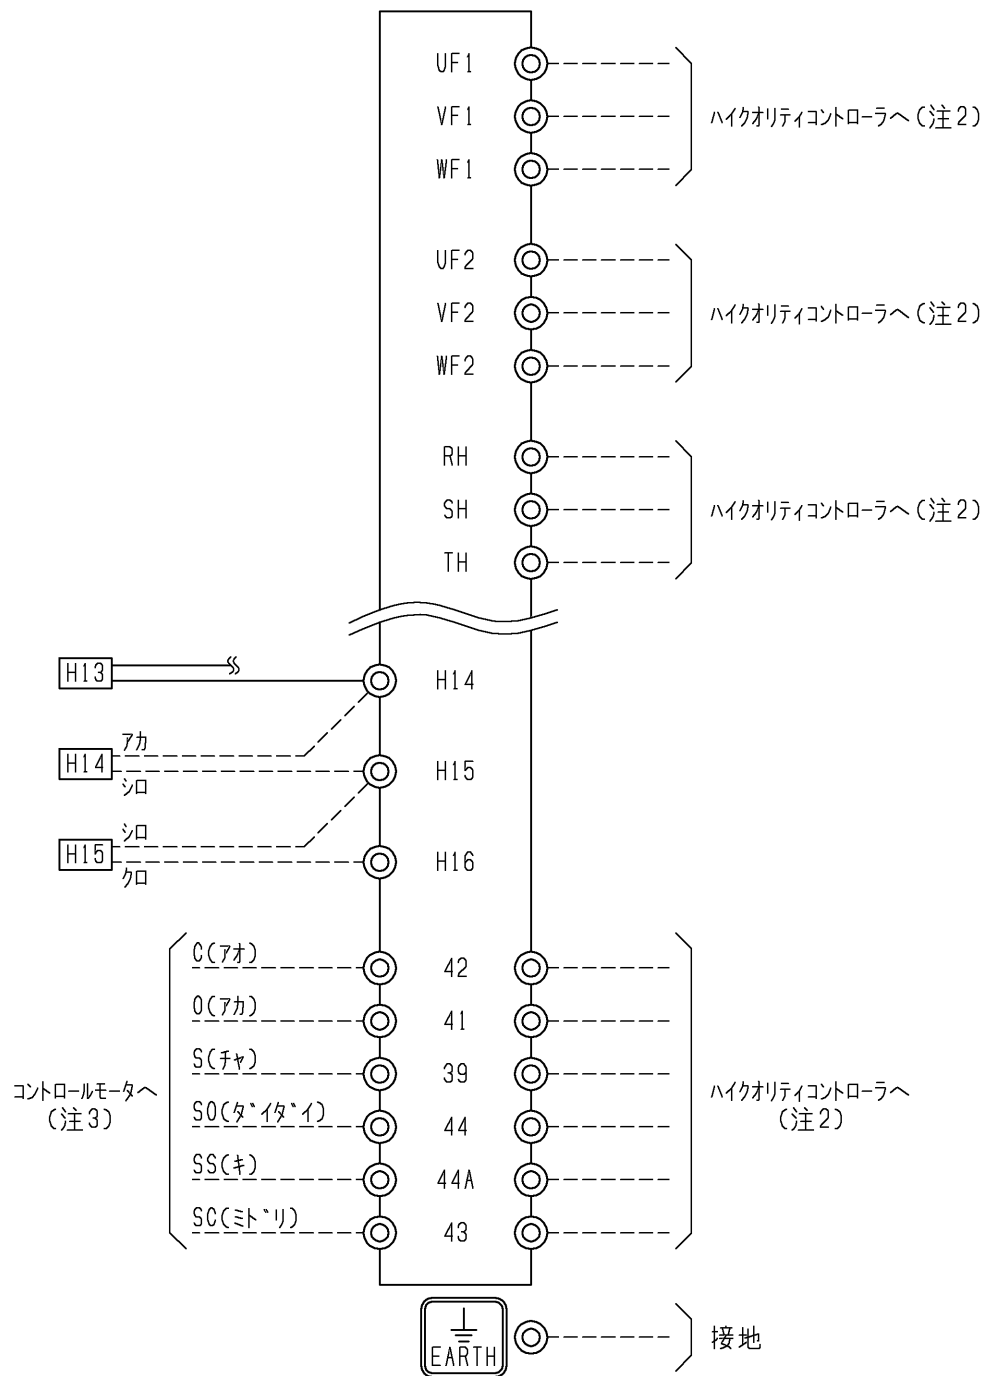 UF1
VF1
WF1
ハイクオリティコントローラへ(注2)
UF2
VF2
WF2
ハイクオリティコントローラへ(注2)
RH
SH
TH
ハイクオリティコントローラへ(注2)
H13
H14
アカ
H14
シロ
H15
シロ
H15
クロ
H16
コントロールモータへ
(注3)
C(アオ)
42
O(アカ)
41
S(チャ)
39
SO(ダイダイ)
44
SS(キ)
44A
SC(ミドリ)
43
ハイクオリティコントローラへ
(注2)
EARTH
接地